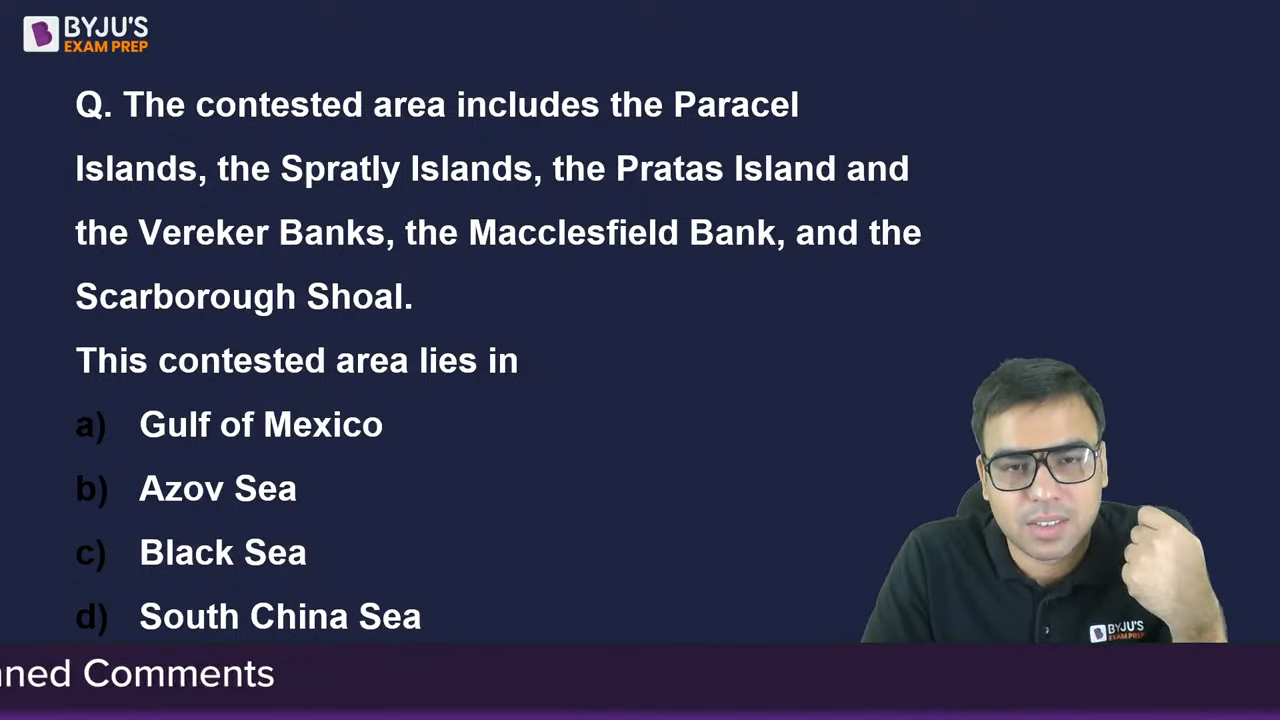 BYJU'S
EXAM PREP
Q. The contested area includes the Paracel
Islands, the Spratly Islands, the Pratas Island and
the Vereker Banks, the Macclesfield Bank, and the
Scarborough Shoal.
This contested area lies in
a) Gulf of Mexico
b) Azov Sea
c) Black Sea
d) South China Sea
BYJU'S
EXAM PREP
Comments